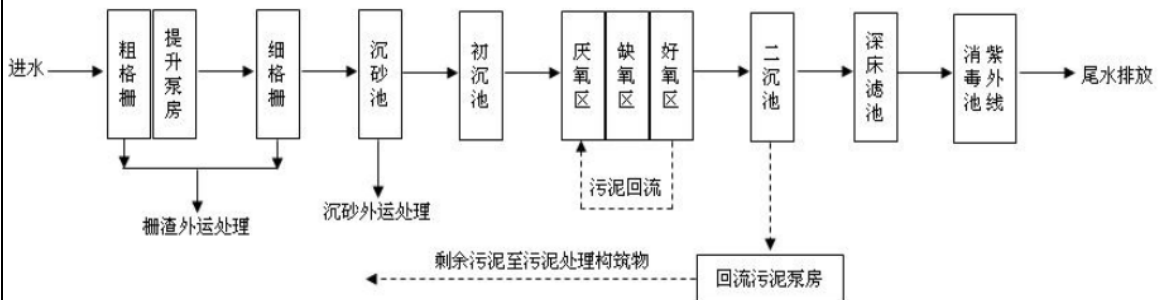 进水
粗格栅
提升泵房
细格栅
沉砂池
初沉池
厌氧区
缺氧区
好氧区
二沉池
深床滤池
紫外线
消毒池
尾水排放
污泥回流
栅渣外运处理
沉砂外运处理
剩余污泥至污泥处理构筑物
回流污泥泵房